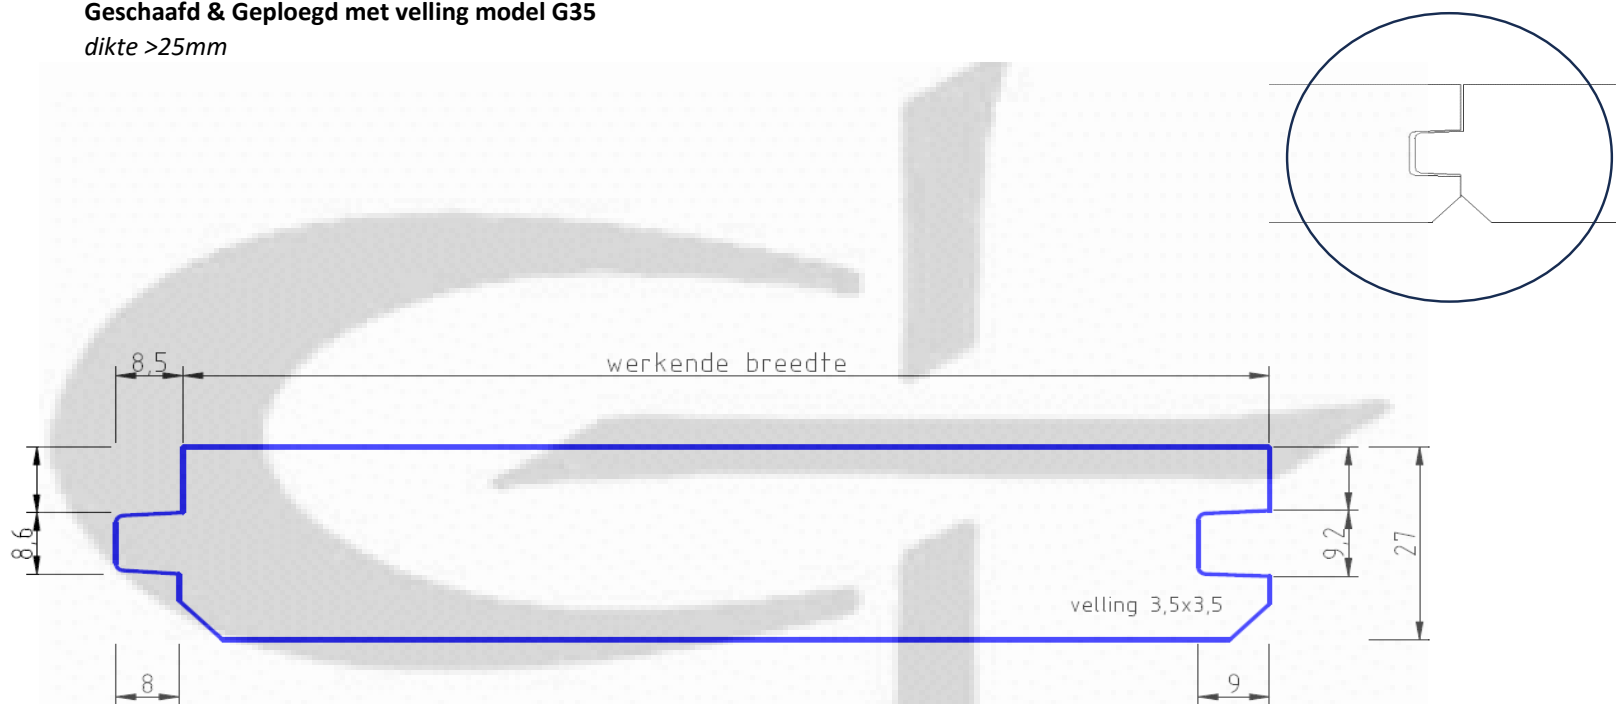 Geschaafd & Geploegd met velling model G35
dikte >25mm
8,5
werkende breedte
8,6
9,2
27
velling 3,5x3,5
8
9